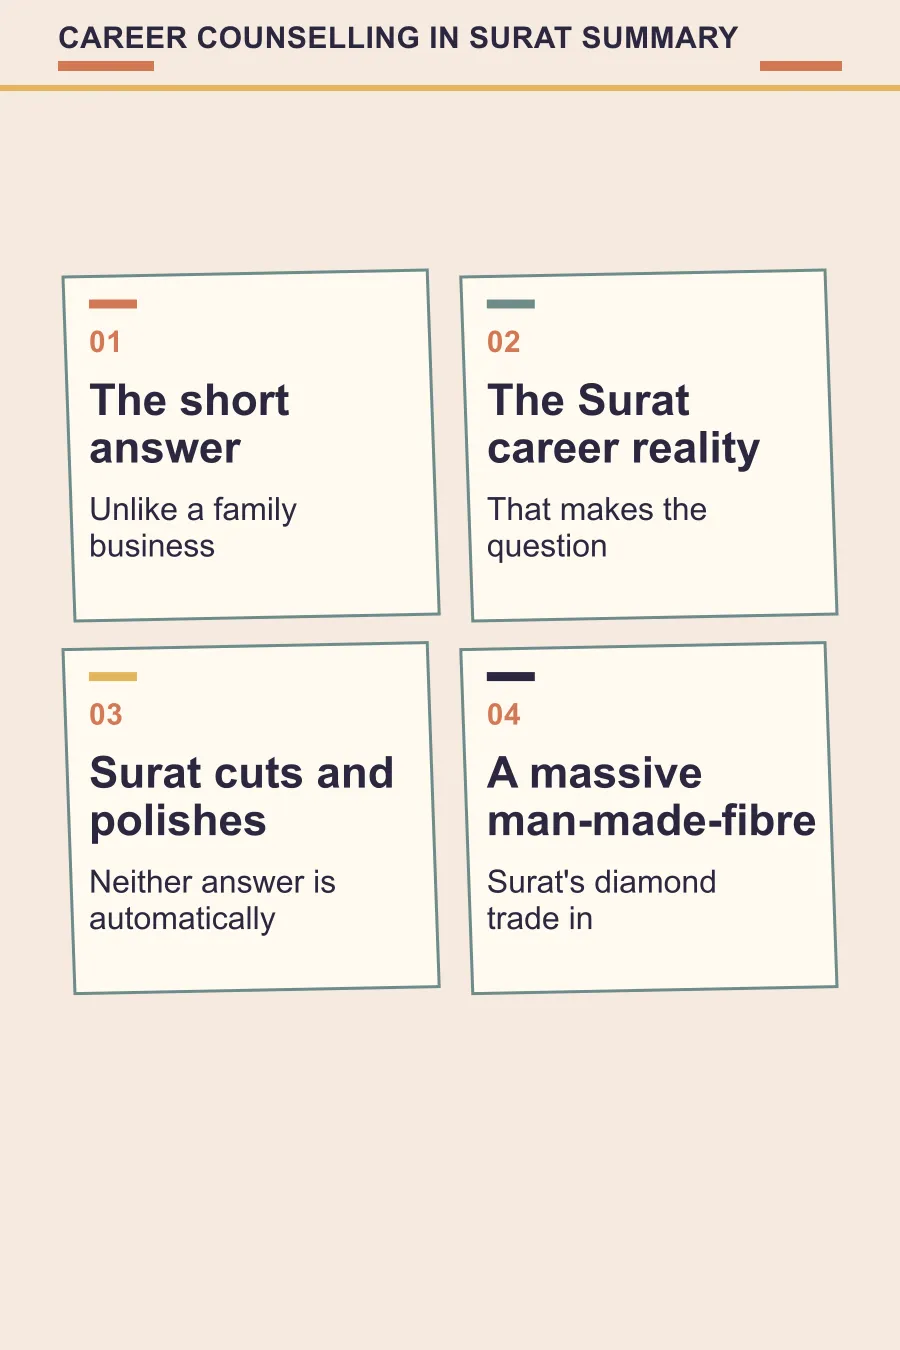 CAREER COUNSELLING IN SURAT SUMMARY
01
The short
answer
Unlike a family
business
02
The Surat
career reality
That makes the
question
03
Surat cuts and
polishes
Neither answer is
automatically
04
A massive
man-made-fibre
Surat's diamond
trade in